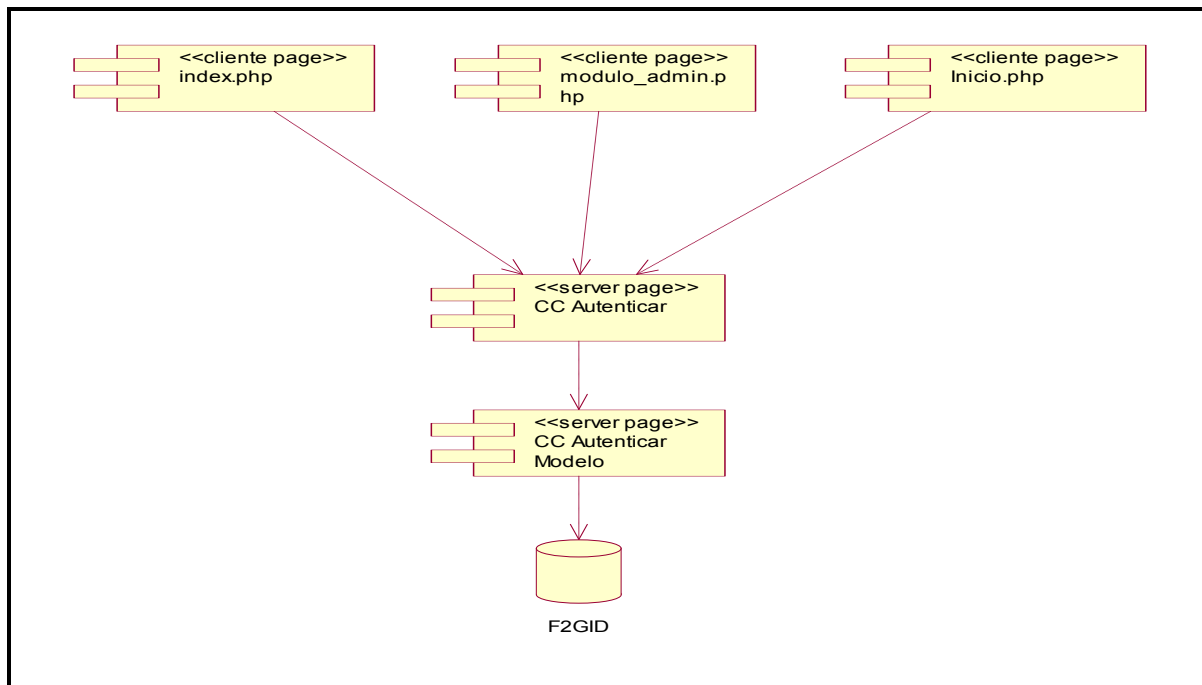 <<cliente page>>
index.php
<<cliente page>>
modulo_admin.p
hp
<<cliente page>>
Inicio.php
<<server page>>
CC Autenticar
<<server page>>
CC Autenticar
Modelo
F2GID